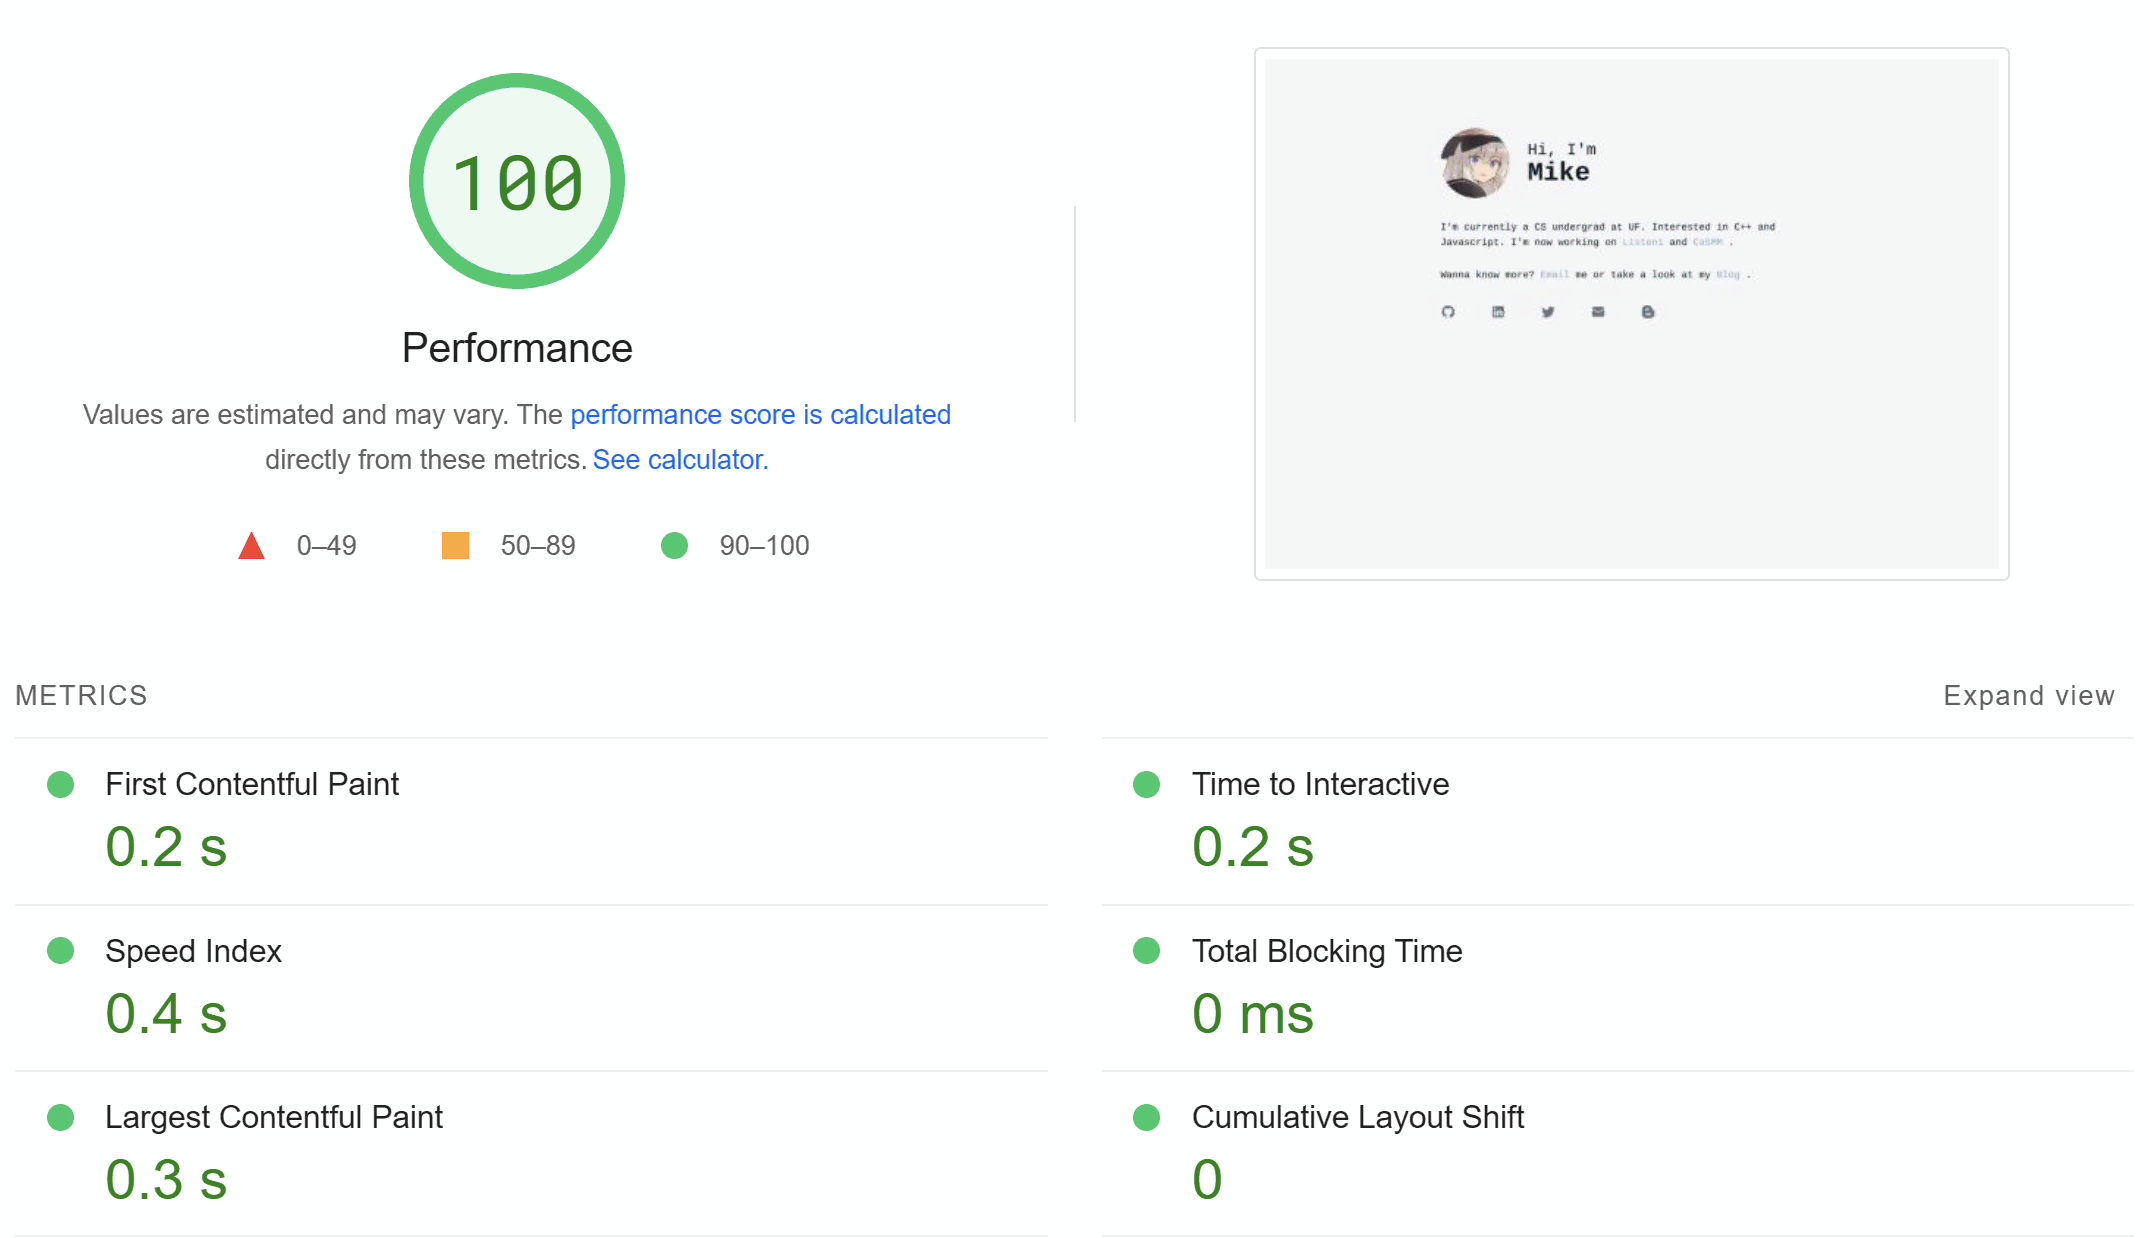 100
Performance
Values are estimated and may vary. The performance score is calculated
directly from these metrics. See calculator.
0–49
50–89
90–100
Hi, I'm
Mike
I'm currently a CS undergrad at UF. Interested in C++ and
Javascript. I'm now working on Listen1 and CaSMM .
Wanna know more? Email me or take a look at my Blog .
METRICS
Expand view
First Contentful Paint
0.2 s
Time to Interactive
0.2 s
Speed Index
0.4 s
Total Blocking Time
0 ms
Largest Contentful Paint
0.3 s
Cumulative Layout Shift
0